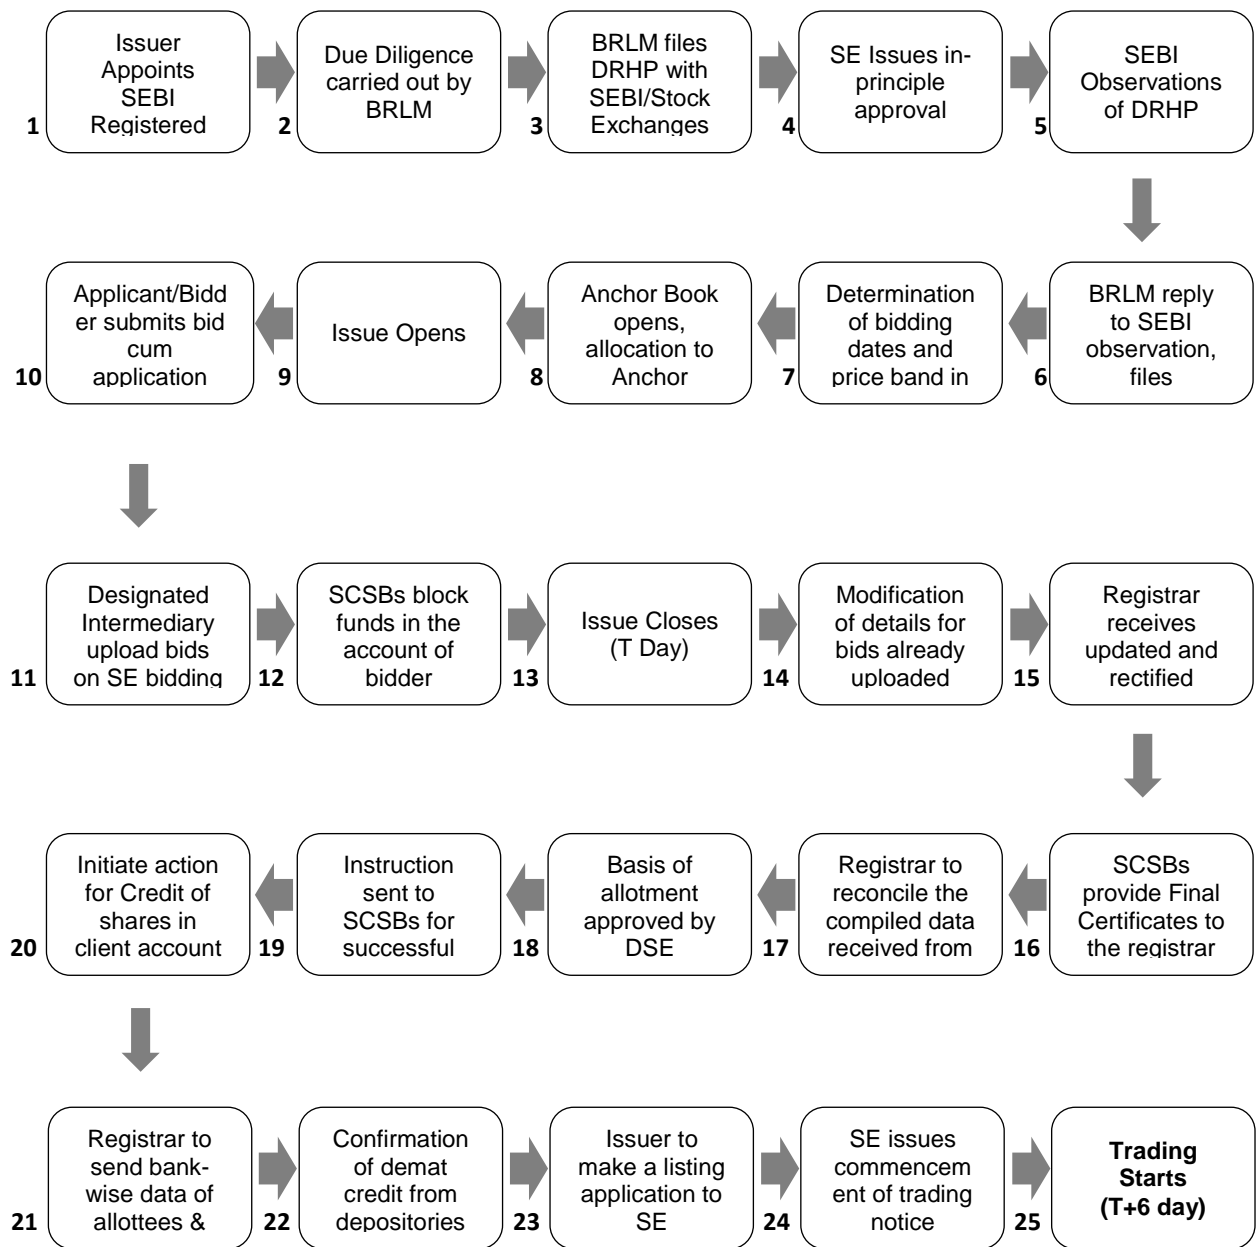 Issuer
Appoints
SEBI
Registered
1
Due Diligence
carried out by
BRLM
2
BRLM files
DRHP with
SEBI/Stock
Exchanges
3
SE Issues in-
principle
approval
4
SEBI
Observations
of DRHP
5
BRLM reply
to SEBI
observation,
files
6
Determination
of bidding
dates and
price band in
7
Anchor Book
opens,
allocation to
Anchor
8
Issue Opens
9
Applicant/Bidd
er submits bid
cum
application
10
Designated
Intermediary
upload bids
on SE bidding
11
SCSBs block
funds in the
account of
bidder
12
Issue Closes
(T Day)
13
Modification
of details for
bids already
uploaded
14
Registrar
receives
updated and
rectified
15
SCSBs
provide Final
Certificates to
the registrar
16
Registrar to
reconcile the
compiled data
received from
17
Basis of
allotment
approved by
DSE
18
Instruction
sent to
SCSBs for
successful
19
Initiate action
for Credit of
shares in
client account
20
Registrar to
send bank-
wise data of
allottees &
21
Confirmation
of demat
credit from
depositories
22
Issuer to
make a listing
application to
SE
23
SE issues
commencem
ent of trading
notice
24
Trading
Starts
(T+6 day)
25